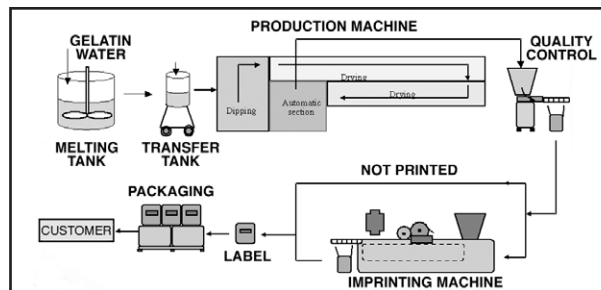 PRODUCTION MACHINE
GELATIN
WATER
QUALITY
CONTROL
Drying
Drying
Dipping
Automatic
section
MELTING
TANK
TRANSFER
TANK
NOT PRINTED
PACKAGING
CUSTOMER
LABEL
IMPRINTING MACHINE